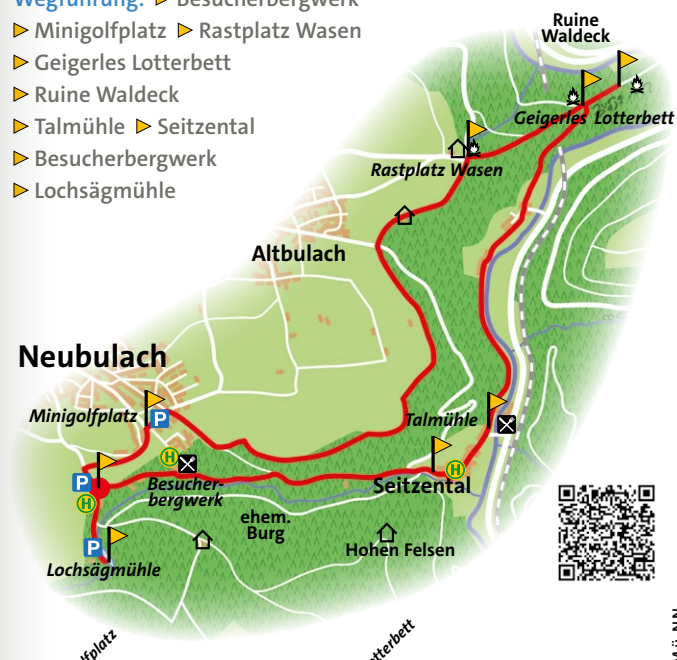 Wegführung: Besucherbergwerk
Minigolfplatz Rastplatz Wasen
Geigerles Lotterbett
Ruine Waldeck
Talmühle Seitzental
Besucherbergwerk
Lochsägmühle
Ruine
Waldeck
Geigerles Lotterbett
Rastplatz Wasen
Altbulach
Neubulach
Minigolfplatz
P
Talmühle
H
P
H
Besucher-
bergwerk
H
Seitzental
ehem.
Burg
Hohen Felsen
P
Lochsägmühle